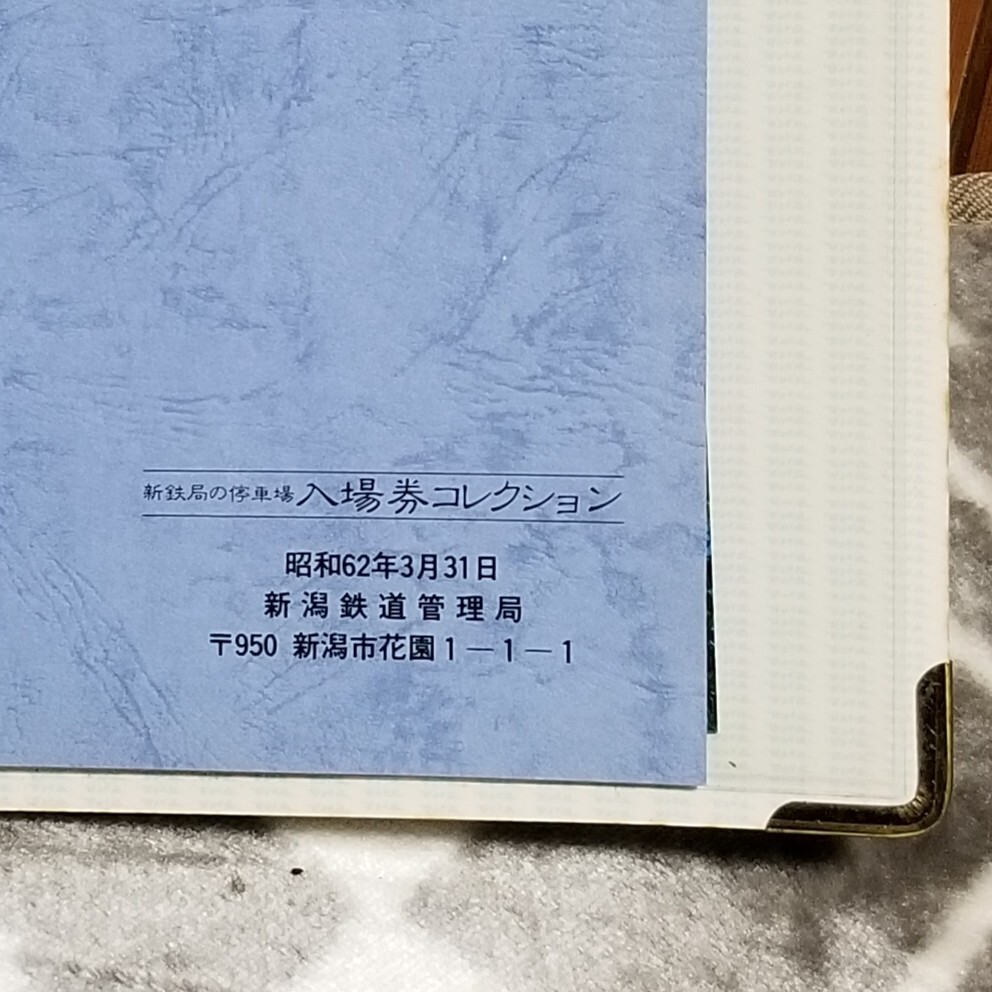 新鉄局の停車場入場券コレクション
昭和62年3月31日
新潟鉄道管理局
〒950 新潟市花園1－1－1